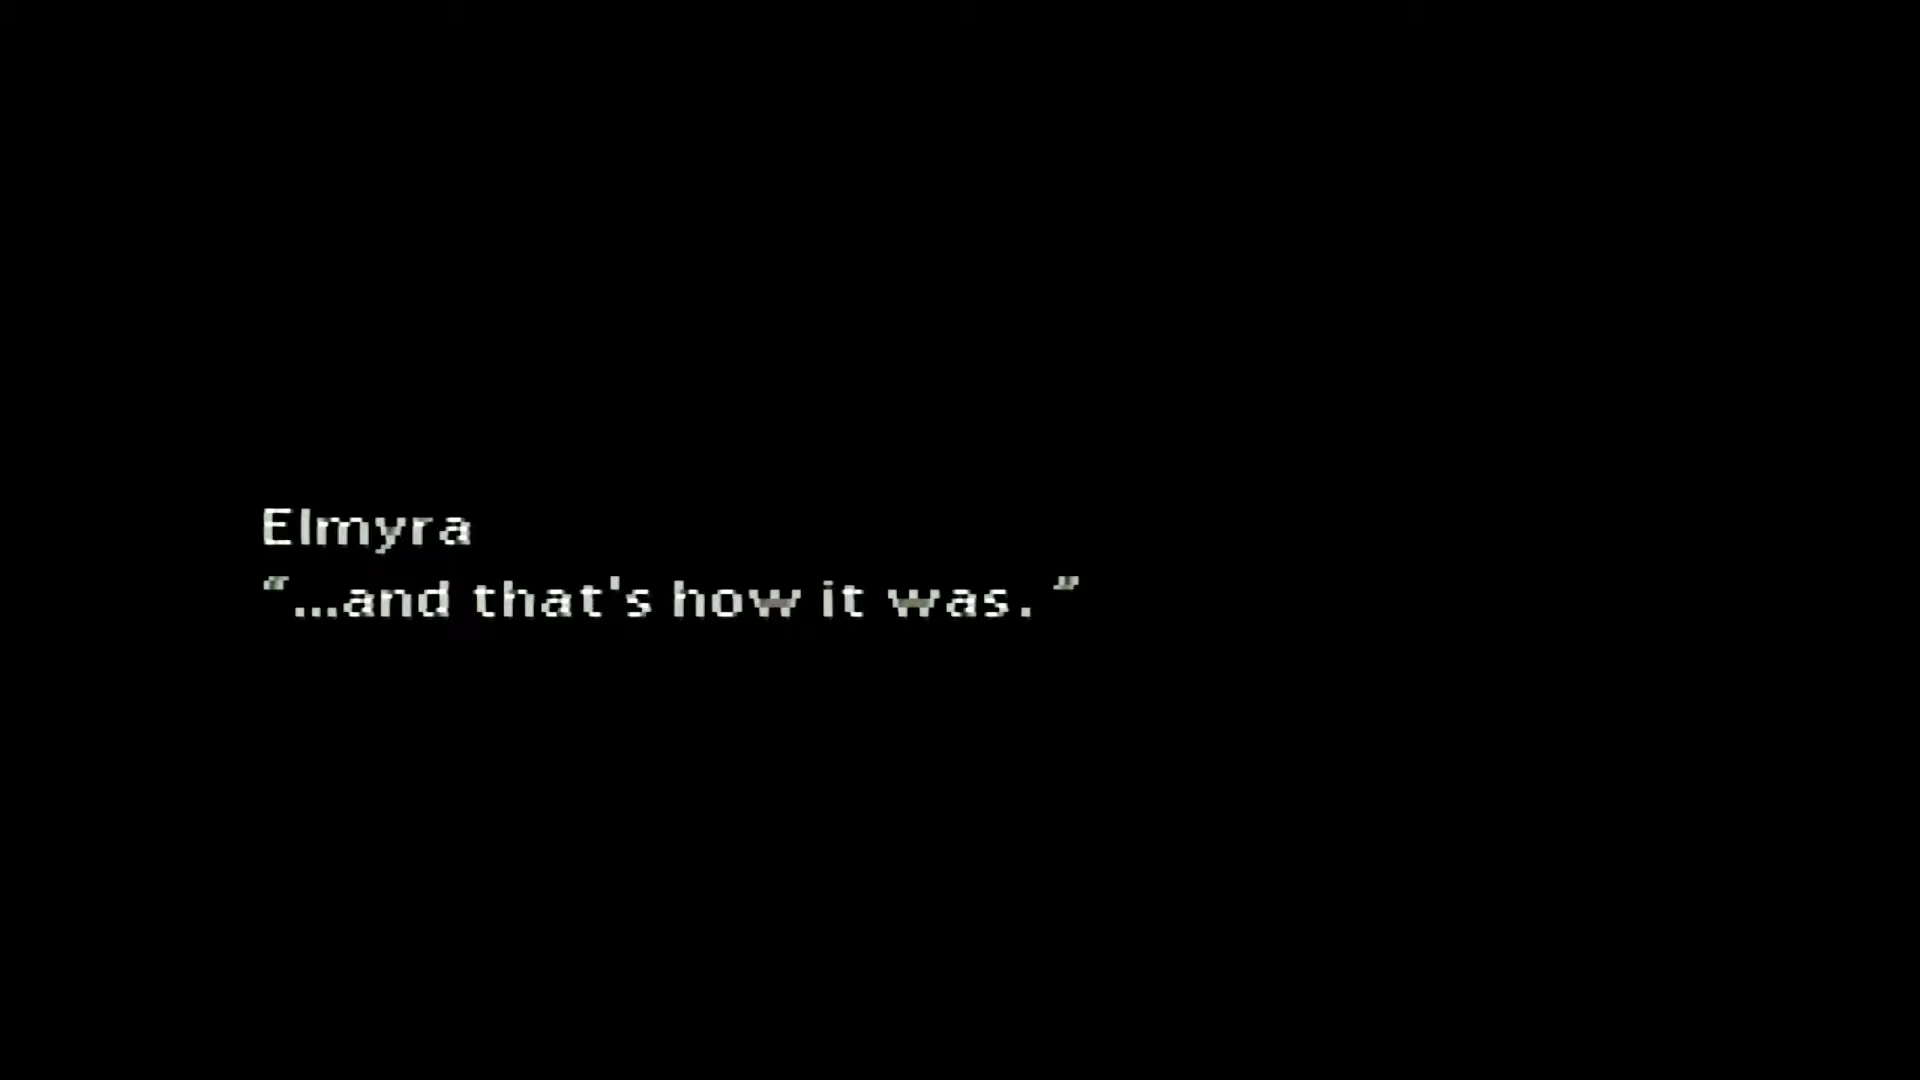 Elmyra
“...and that's how it was. ”